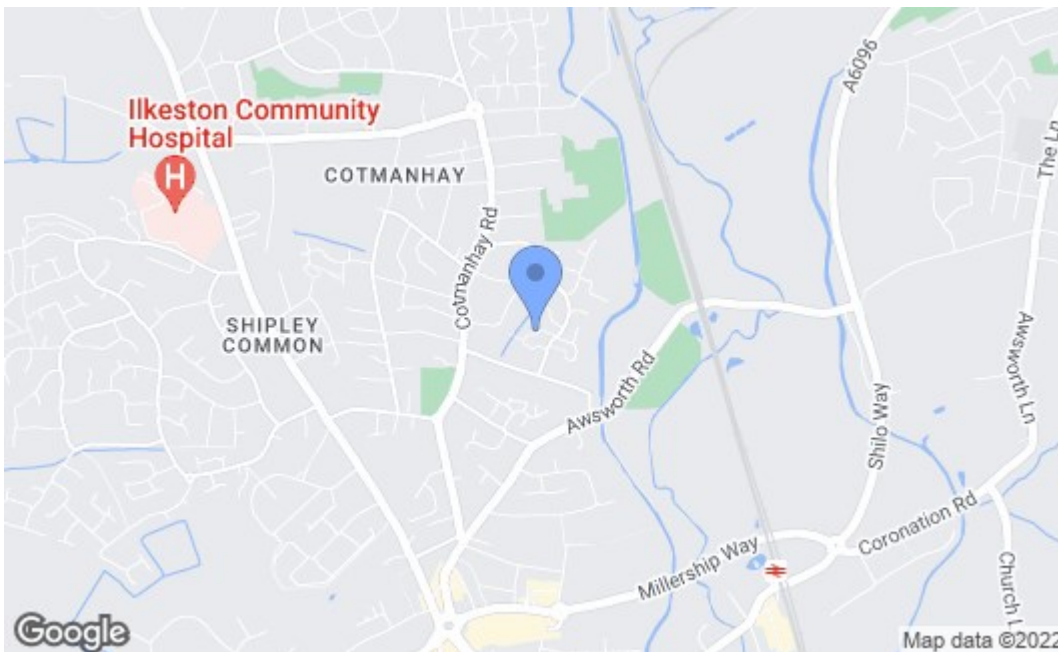 A6096
Ilkeston Community
Hospital
H
The Ln
COTMANHAY
Cotmanhay Rd
SHIPLEY
COMMON
Awsworth Rd
Awsworth Ln
Shilo Way
Coronation Rd
Millership Way
Church L
Google
Map data ©2022